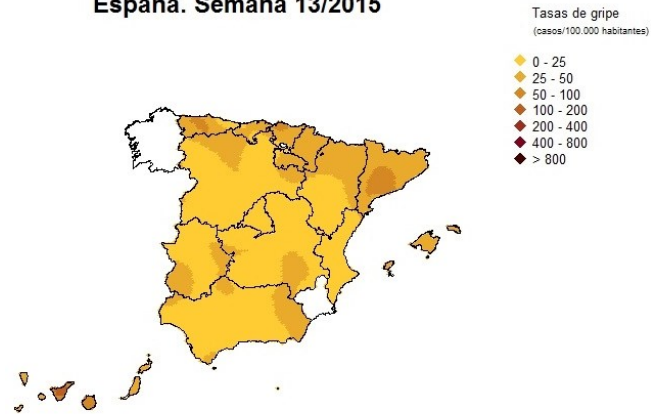 España. Semana 13/2015
Tasas de gripe
(casos/100.000 habitantes)
0 - 25
25 - 50
50 - 100
100 - 200
200 - 400
400 - 800
> 800